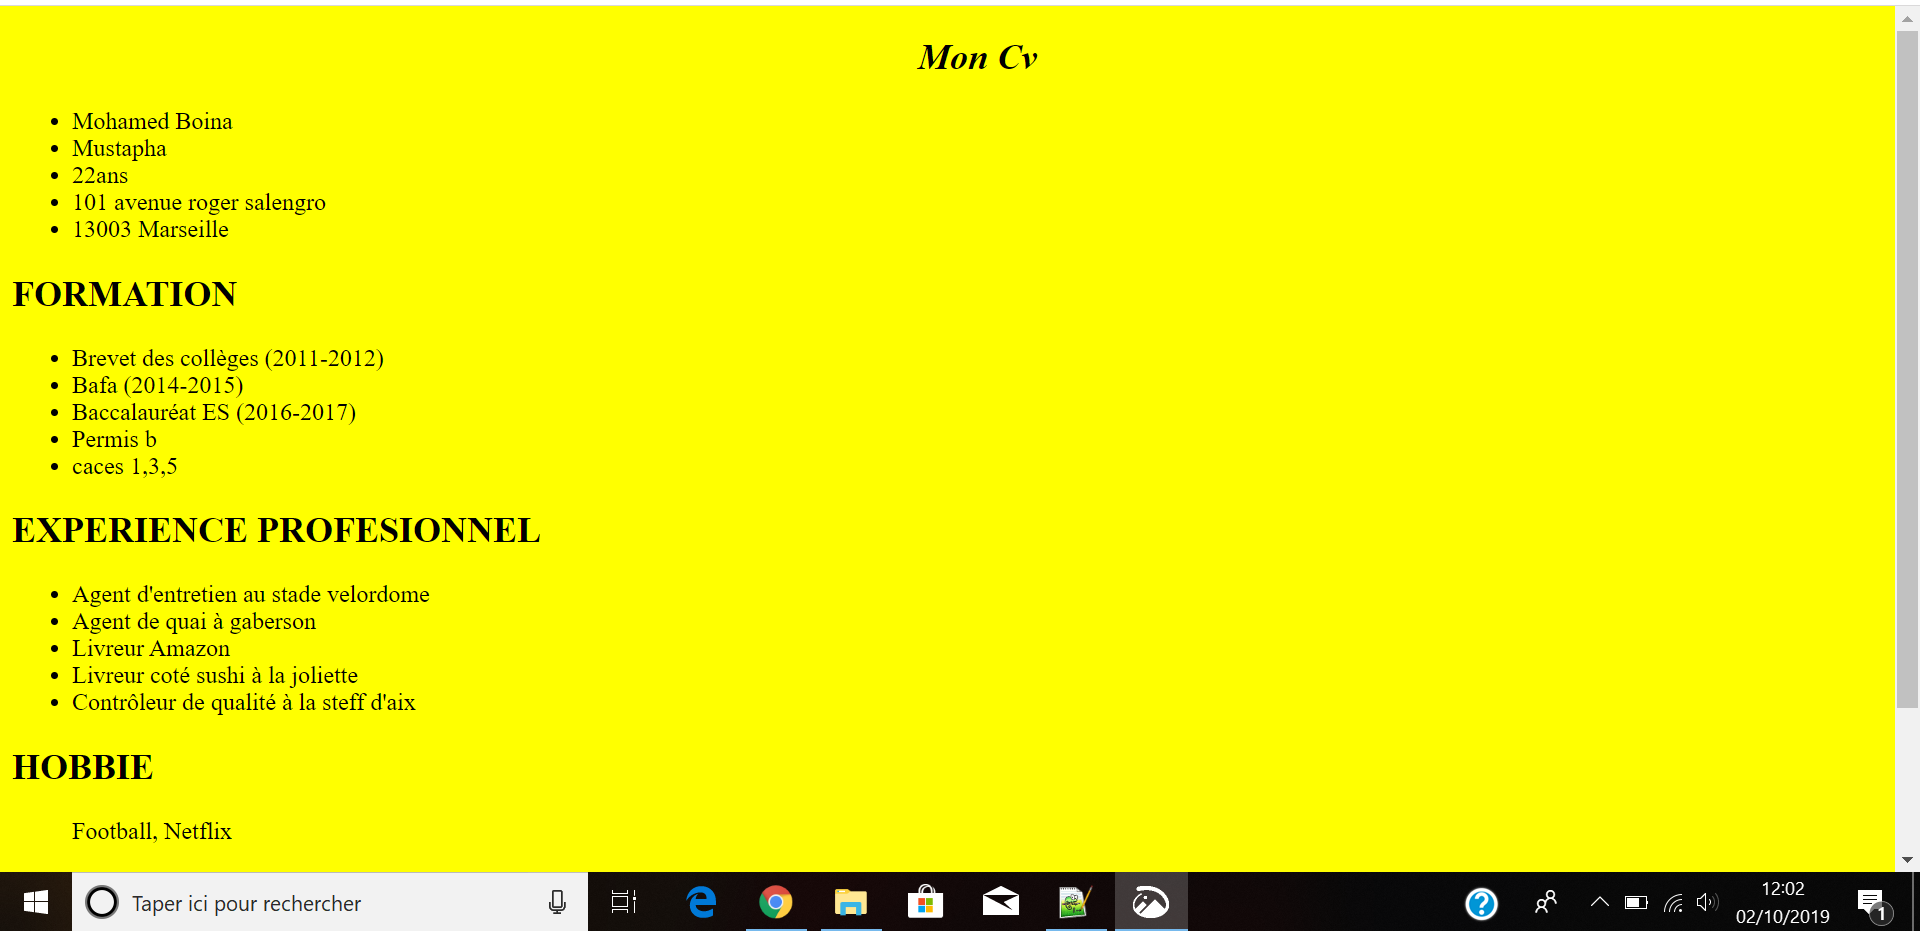 Mon Cv
Mohamed Boina
Mustapha
22ans
101 avenue roger salengro
13003 Marseille
FORMATION
Brevet des collèges (2011-2012)
Bafa (2014-2015)
Baccalauréat ES (2016-2017)
Permis b
caces 1,3,5
EXPERIENCE PROFESIONNEL
Agent d'entretien au stade velordome
Agent de quai à gaberson
Livreur Amazon
Livreur coté sushi à la joliette
Contrôleur de qualité à la steff d'aix
HOBBIE
Football, Netflix
Taper ici pour rechercher
12:02
02/10/2019
1